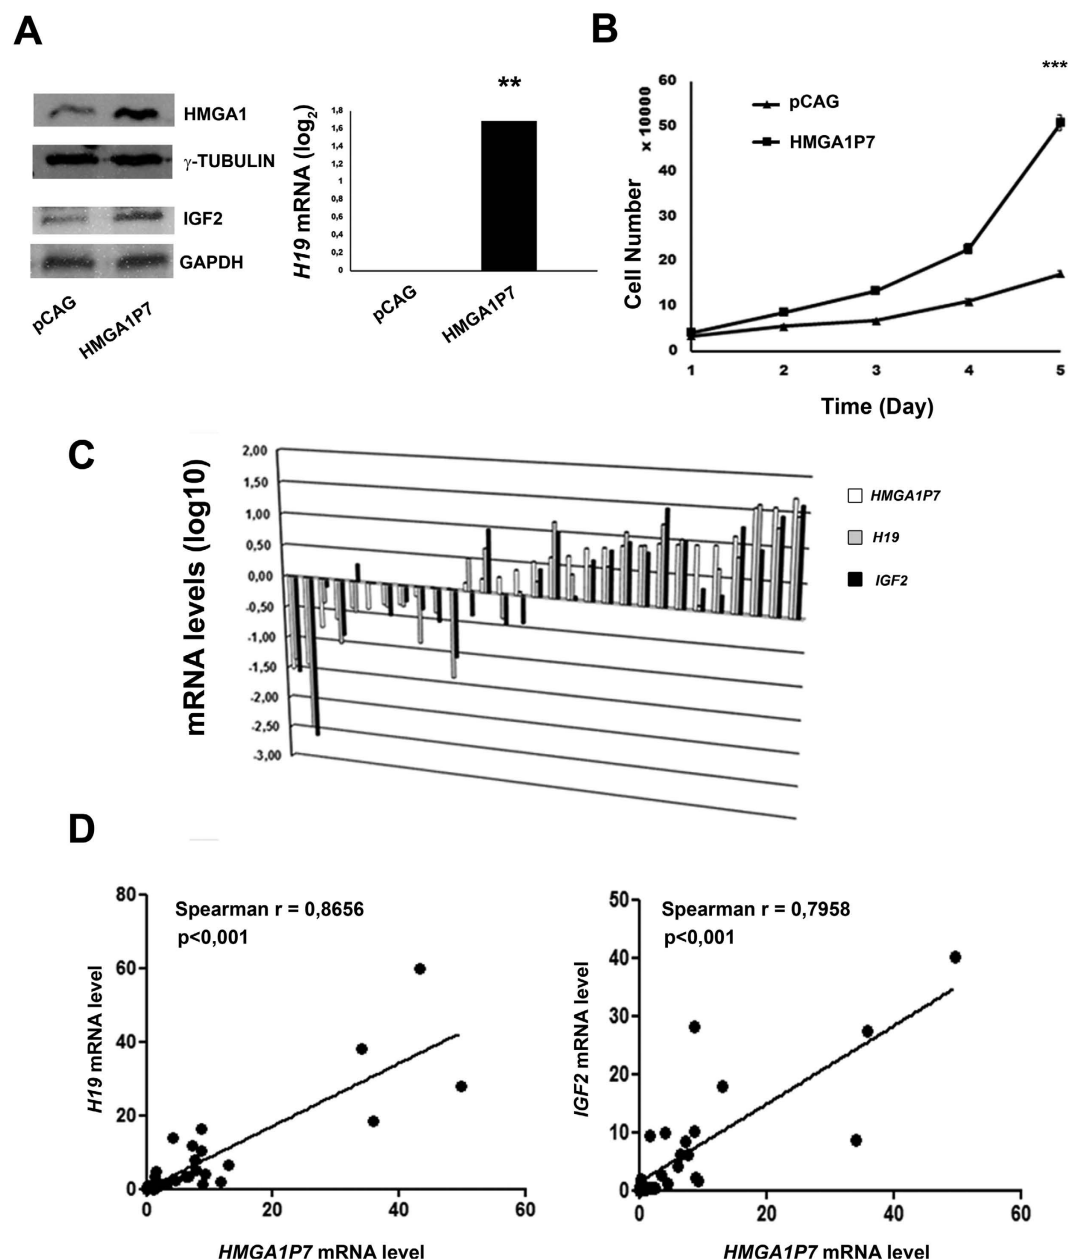 A
HMGA1
γ-TUBULIN
IGF2
GAPDH
pCAG
HMGA1P7
**
H19 mRNA (log2)
1,8
1,6
1,4
1,2
1
0,8
0,6
0,4
0,2
0
pCAG
HMGA1P7
B
***
Cell Number
x 10000
60
50
40
30
20
10
0
pCAG
HMGA1P7
1 2 3 4 5
Time (Day)
C
mRNA levels (log10)
2,00
1,50
1,00
0,50
0,00
-0,50
-1,00
-1,50
-2,00
-2,50
-3,00
HMGA1P7
H19
IGF2
D
Spearman r = 0,8656
p<0,001
H19 mRNA level
80
60
40
20
0
0 20 40 60
HMGA1P7 mRNA level
Spearman r = 0,7958
p<0,001
IGF2 mRNA level
50
40
30
20
10
0
0 20 40 60
HMGA1P7 mRNA level